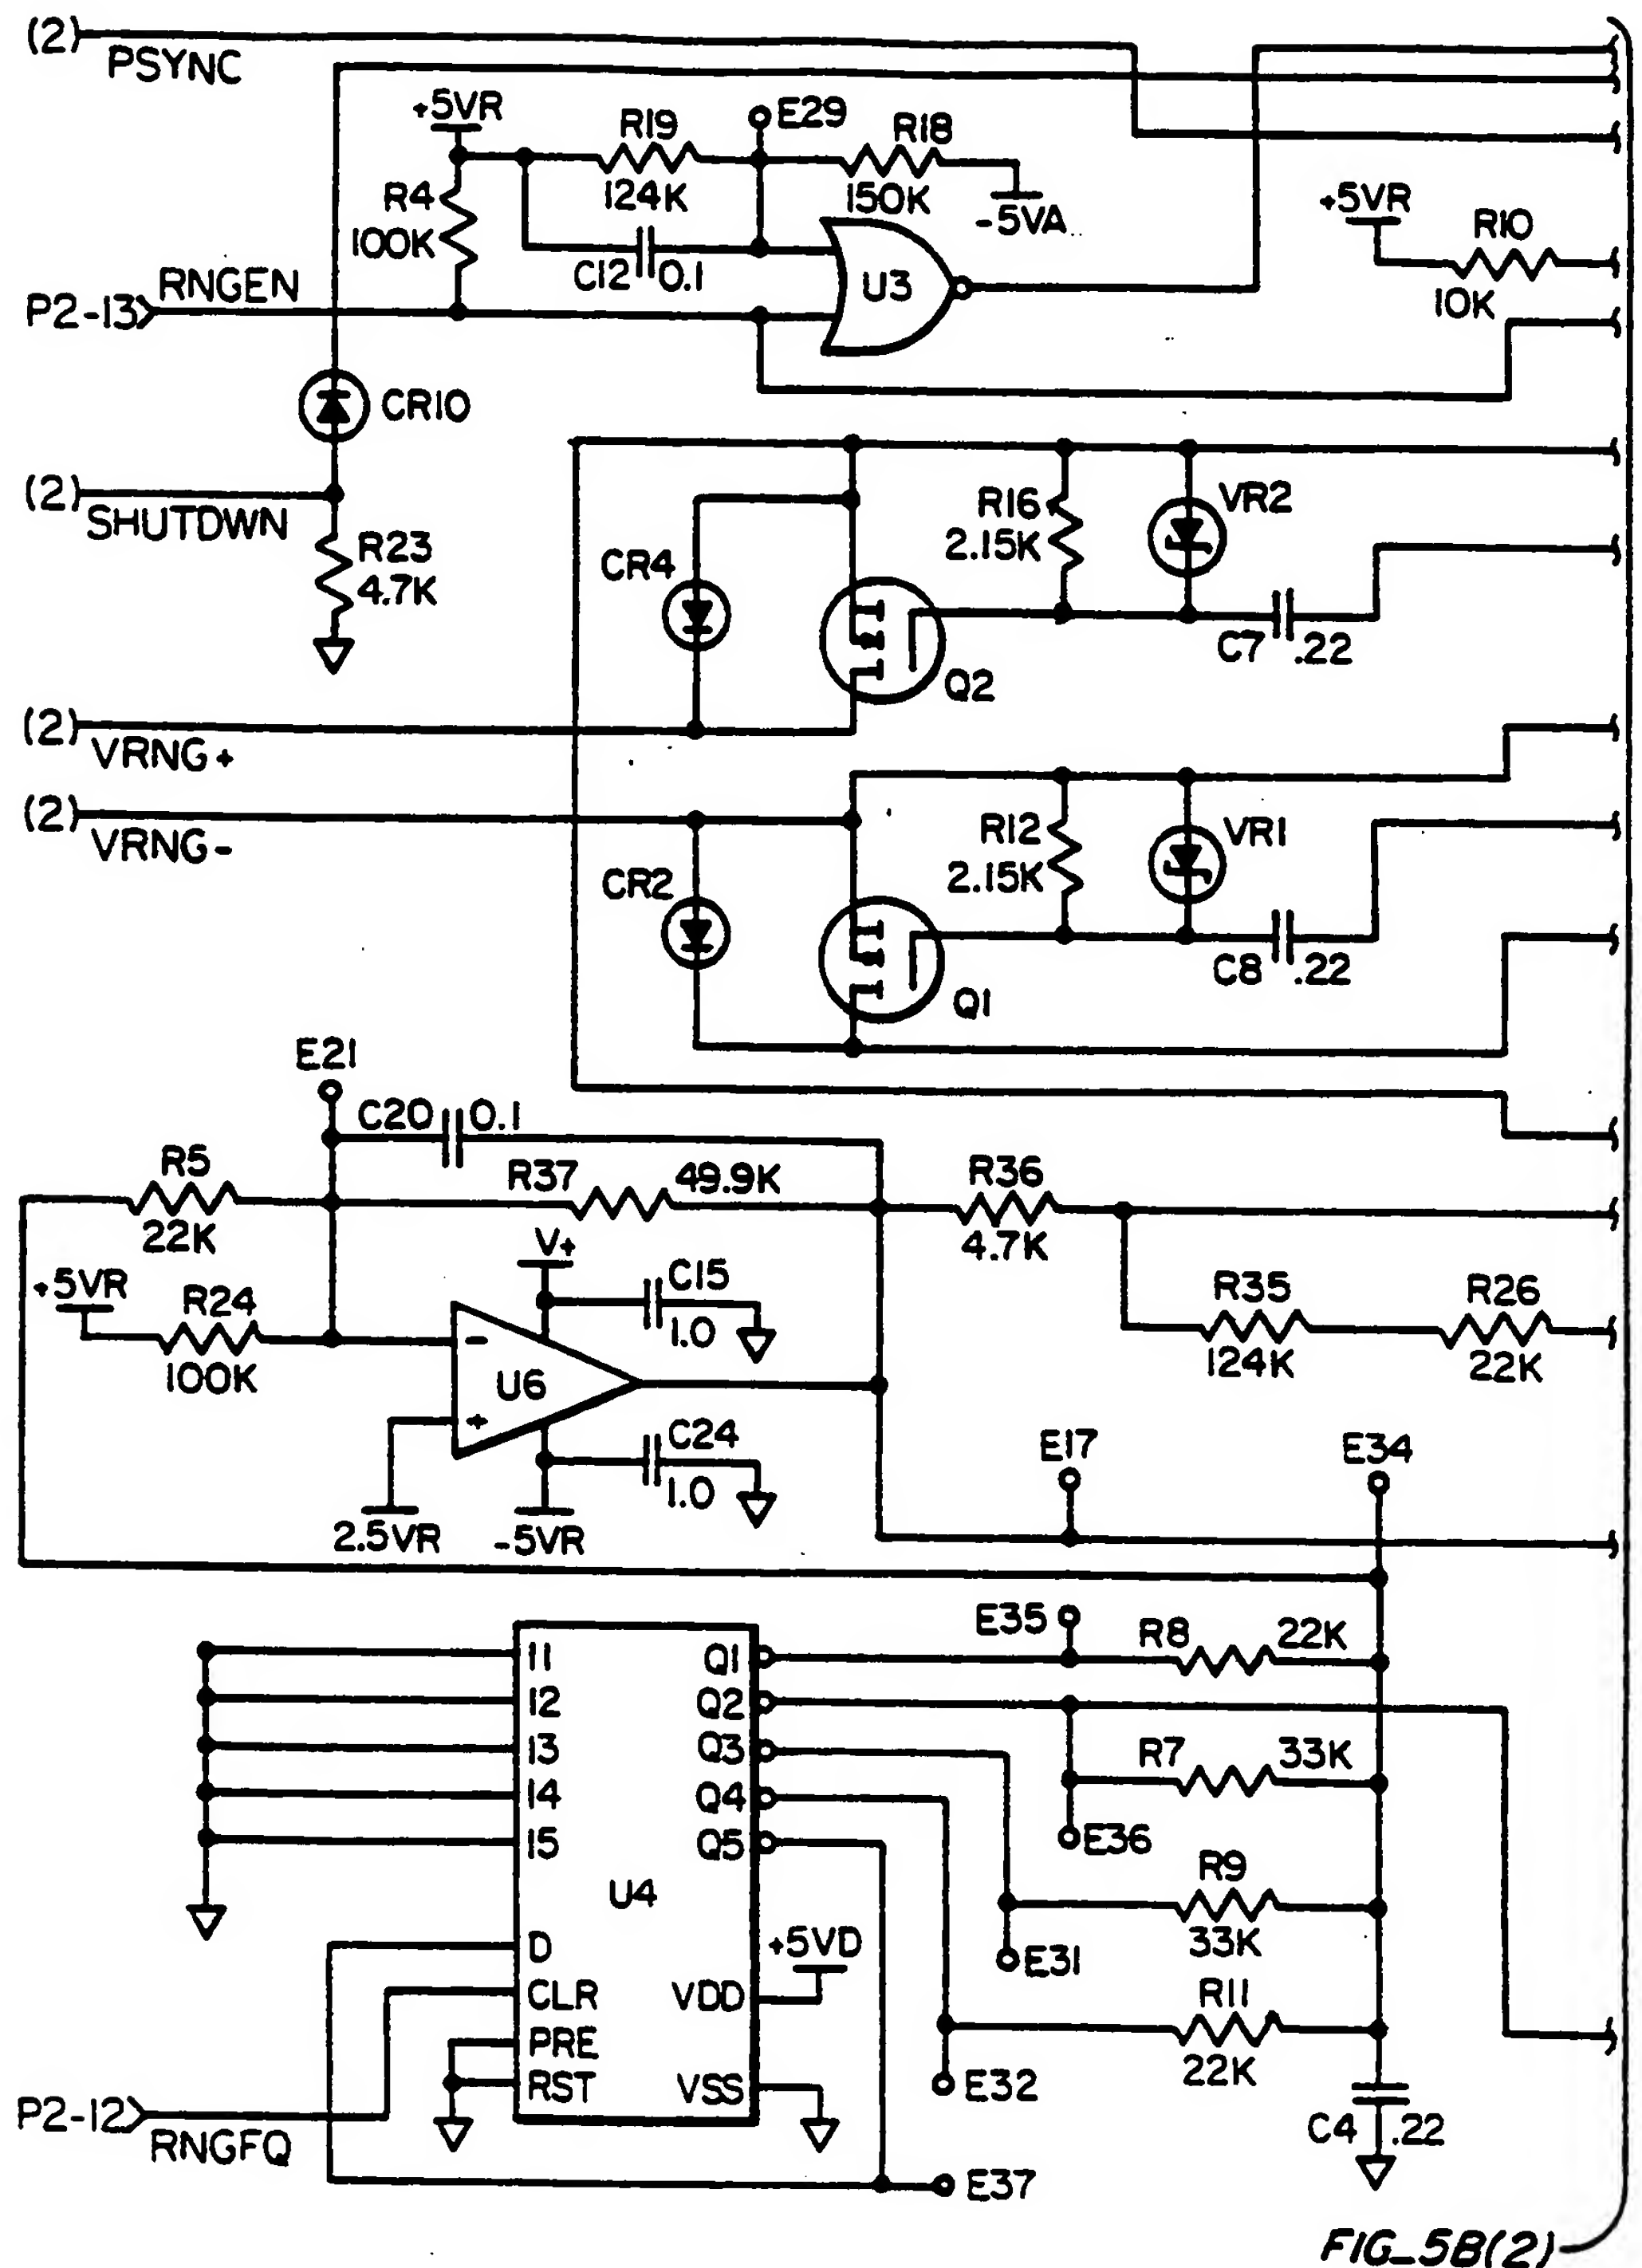 (2) PSYNC
+5VR
R19
124K
E29
R18
150K
-5VA
R4
100K
C12 0.1
U3
+5VR
R10
10K
P2-13 RNGEN
CR10
(2) SHUTDWN
R23
4.7K
CR4
R16
2.15K
VR2
Q2
C7 .22
(2) VRNG+
(2) VRNG-
CR2
R12
2.15K
VR1
Q1
C8 .22
E21
C20 0.1
R5
22K
R37 49.9K
R36
4.7K
V+
C15
1.0
+5VR
R24
100K
R35
124K
R26
22K
-
U6
+
C24
1.0
2.5VR
-5VR
E17
E34
E35
R8 22K
R7 33K
E36
R9
33K
E31
R11
22K
E32
C4 .22
I1
I2
I3
I4
I5
Q1
Q2
Q3
Q4
Q5
U4
D
CLR
PRE
RST
+5VD
VDD
VSS
P2-12 RNGFQ
E37
FIG_5B(2)